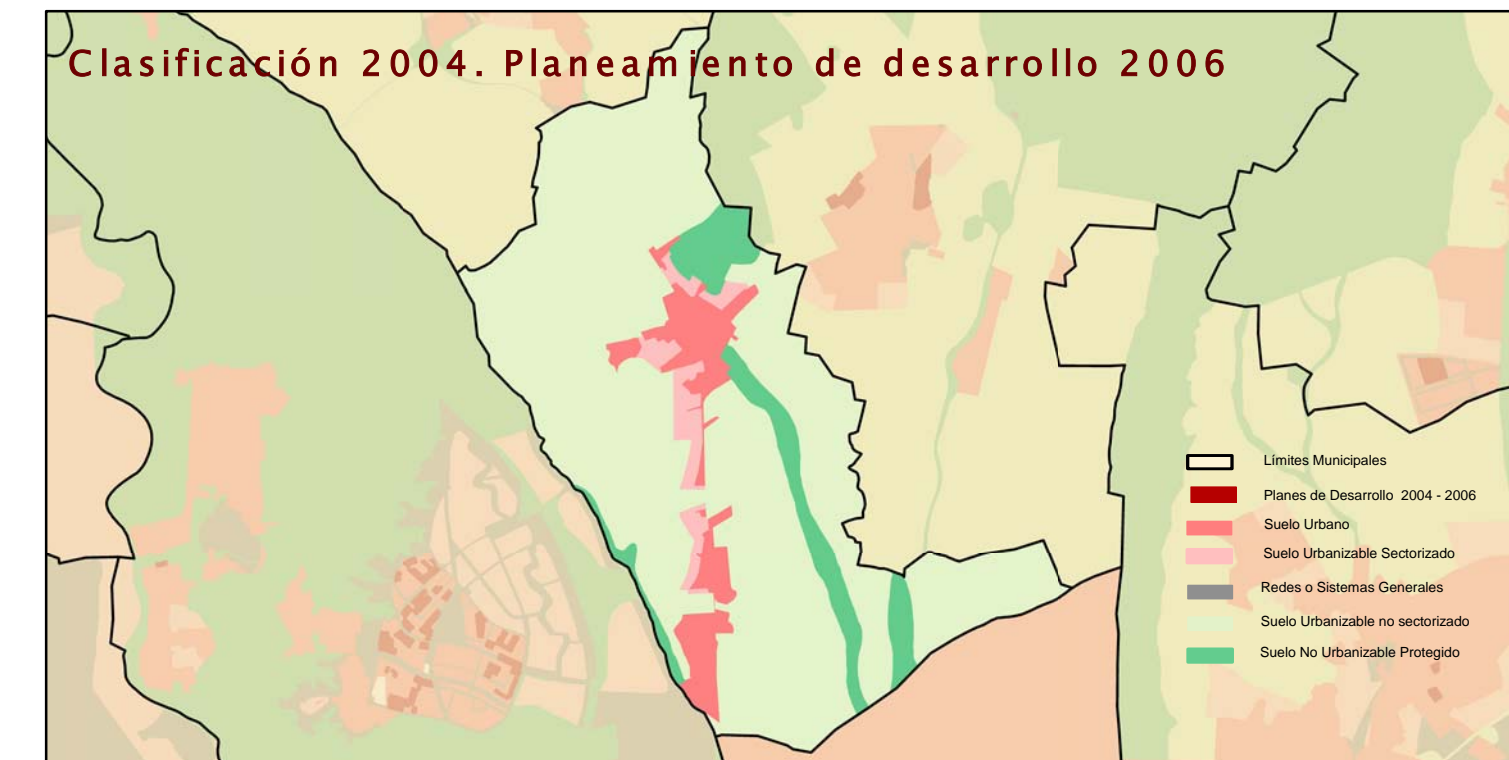 Clasificación 2004. Planeamiento de desarrollo 2006
Límites Municipales
Planes de Desarrollo 2004 - 2006
Suelo Urbano
Suelo Urbanizable Sectorizado
Redes o Sistemas Generales
Suelo Urbanizable no sectorizado
Suelo No Urbanizable Protegido